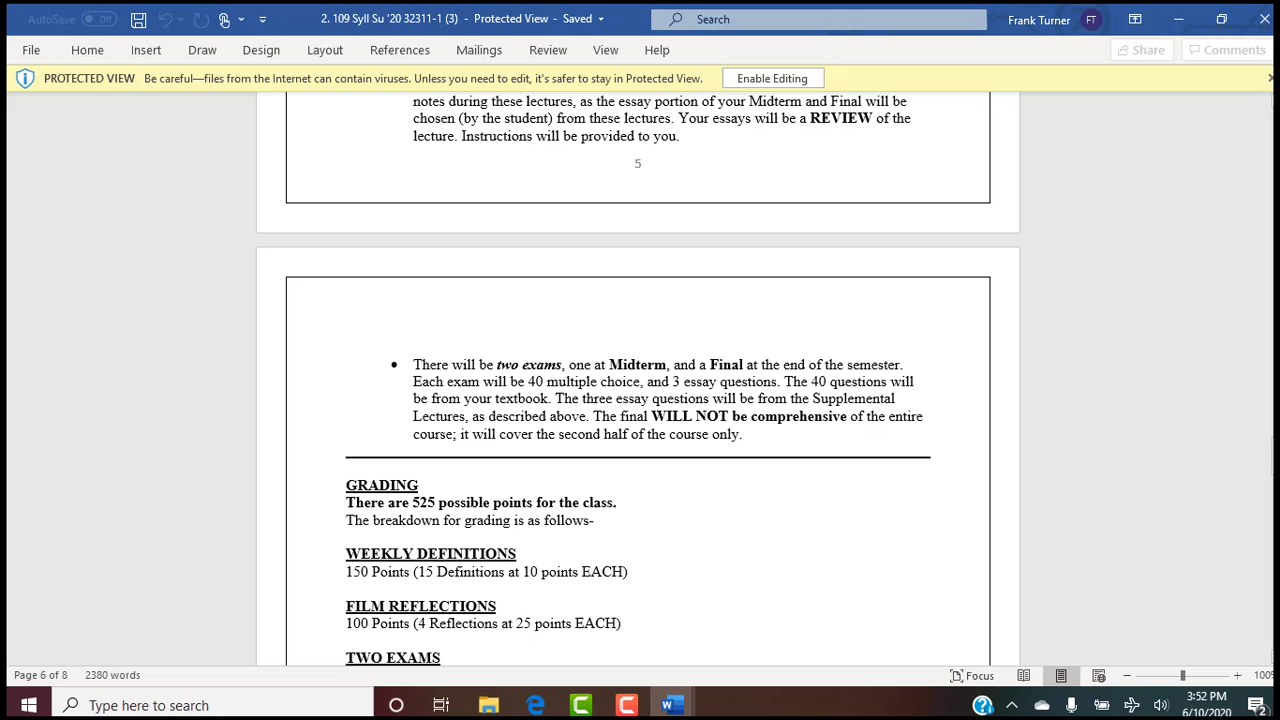 AutoSave Off 2. 109 Syll Su '20 32311-1 (3) - Protected View - Saved Search Frank Turner FT
File Home Insert Draw Design Layout References Mailings Review View Help Share Comments
PROTECTED VIEW Be careful—files from the Internet can contain viruses. Unless you need to edit, it's safer to stay in Protected View. Enable Editing
notes during these lectures, as the essay portion of your Midterm and Final will be
chosen (by the student) from these lectures. Your essays will be a REVIEW of the
lecture. Instructions will be provided to you.
5
• There will be two exams, one at Midterm, and a Final at the end of the semester.
Each exam will be 40 multiple choice, and 3 essay questions. The 40 questions will
be from your textbook. The three essay questions will be from the Supplemental
Lectures, as described above. The final WILL NOT be comprehensive of the entire
course; it will cover the second half of the course only.
GRADING
There are 525 possible points for the class.
The breakdown for grading is as follows-
WEEKLY DEFINITIONS
150 Points (15 Definitions at 10 points EACH)
FILM REFLECTIONS
100 Points (4 Reflections at 25 points EACH)
TWO EXAMS
Page 6 of 8 2380 words Focus 100%
Type here to search 3:52 PM
6/10/2020 2